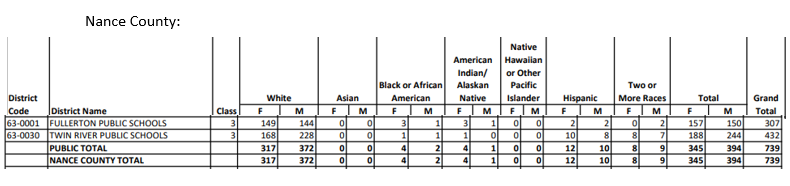 Nance County:
Native
American Hawaiian
Indian/ or Other
Black or African Alaskan Pacific Two or
District White Asian American Native Islander Hispanic More Races Total Grand
Code District Name Class F M F M F M F M F M F M F M F M Total
63-0001 FULLERTON PUBLIC SCHOOLS 3 149 144 0 0 3 1 3 1 0 0 2 2 0 2 157 150 307
63-0030 TWIN RIVER PUBLIC SCHOOLS 3 168 228 0 0 1 1 1 0 0 0 10 8 8 7 188 244 432
PUBLIC TOTAL 317 372 0 0 4 2 4 1 0 0 12 10 8 9 345 394 739
NANCE COUNTY TOTAL 317 372 0 0 4 2 4 1 0 0 12 10 8 9 345 394 739